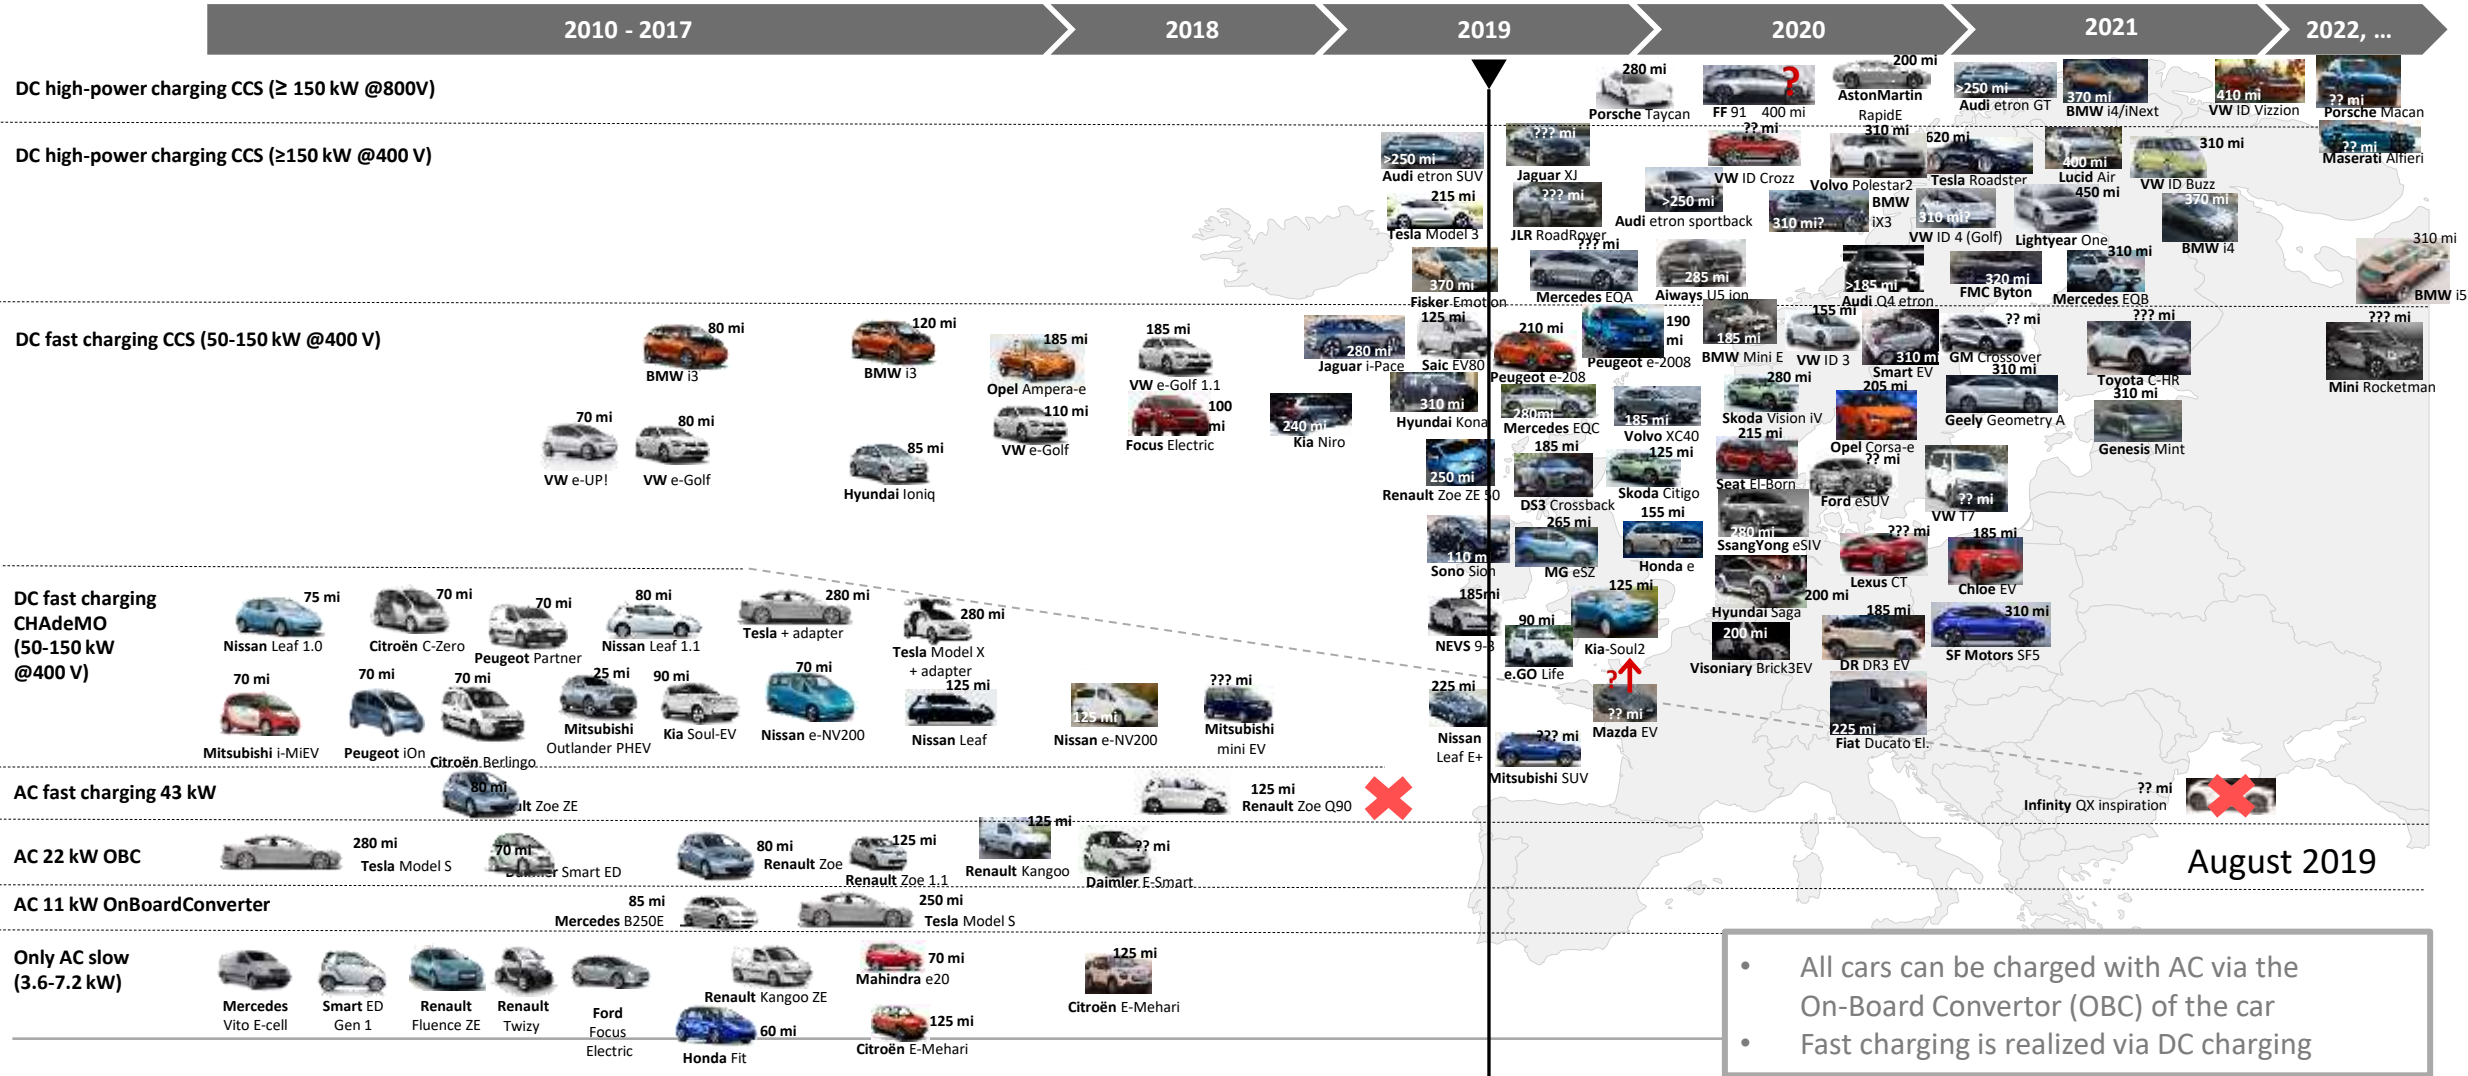 2010 - 2017
2018
2019
2020
2021
2022, ...
DC high-power charging CCS (≥ 150 kW @800V)
280 mi
Porsche Taycan
?
FF 91 400 mi
200 mi
AstonMartin
RapidE
>250 mi
Audi etron GT
370 mi
BMW i4/iNext
410 mi
VW ID Vizzion
?? mi
Porsche Macan
DC high-power charging CCS (≥150 kW @400 V)
>250 mi
Audi etron SUV
??? mi
Jaguar XJ
?? mi
VW ID Crozz
310 mi
Volvo Polestar2
620 mi
Tesla Roadster
400 mi
Lucid Air
310 mi
VW ID Buzz
?? mi
Maserati Alfieri
215 mi
Tesla Model 3
??? mi
JLR RoadRover
>250 mi
Audi etron sportback
310 mi?
BMW
iX3
310 mi?
VW ID 4 (Golf)
450 mi
Lightyear One
370 mi
BMW i4
370 mi
Fisker Emotion
??? mi
Mercedes EQA
285 mi
Aiways U5 ion
>185 mi
Audi Q4 etron
320 mi
FMC Byton
310 mi
Mercedes EQB
310 mi
BMW i5
DC fast charging CCS (50-150 kW @400 V)
80 mi
BMW i3
120 mi
BMW i3
185 mi
Opel Ampera-e
185 mi
VW e-Golf 1.1
280 mi
Jaguar i-Pace
125 mi
Saic EV80
210 mi
Peugeot e-208
190
mi
Peugeot e-2008
185 mi
BMW Mini E
155 mi
VW ID 3
310 mi
Smart EV
?? mi
GM Crossover
??? mi
Toyota C-HR
??? mi
Mini Rocketman
70 mi
VW e-UP!
80 mi
VW e-Golf
85 mi
Hyundai Ioniq
110 mi
VW e-Golf
100
mi
Focus Electric
240 mi
Kia Niro
310 mi
Hyundai Kona
280mi
Mercedes EQC
185 mi
Volvo XC40
280 mi
Skoda Vision iV
205 mi
Opel Corsa-e
310 mi
Geely Geometry A
310 mi
Genesis Mint
250 mi
Renault Zoe ZE 50
185 mi
DS3 Crossback
125 mi
Skoda Citigo
215 mi
Seat El-Born
?? mi
Ford eSUV
?? mi
VW T7
110 m
Sono Sion
265 mi
MG eSZ
155 mi
Honda e
280 mi
SsangYong eSIV
??? mi
Lexus CT
185 mi
Chloe EV
185mi
NEVS 9-3
90 mi
e.GO Life
125 mi
Kia-Soul2
200 mi
Hyundai Saga
200 mi
Visoniary Brick3EV
185 mi
DR DR3 EV
310 mi
SF Motors SF5
225 mi
Fiat Ducato El.
DC fast charging
CHAdeMO
(50-150 kW
@400 V)
75 mi
Nissan Leaf 1.0
70 mi
Citroën C-Zero
70 mi
Peugeot Partner
80 mi
Nissan Leaf 1.1
280 mi
Tesla + adapter
280 mi
Tesla Model X
+ adapter
70 mi
Mitsubishi i-MiEV
70 mi
Peugeot iOn
70 mi
Citroën Berlingo
25 mi
Mitsubishi
Outlander PHEV
90 mi
Kia Soul-EV
70 mi
Nissan e-NV200
125 mi
Nissan Leaf
125 mi
Nissan e-NV200
??? mi
Mitsubishi
mini EV
225 mi
Nissan
Leaf E+
??? mi
Mitsubishi SUV
?
?? mi
Mazda EV
AC fast charging 43 kW
80 mi
ult Zoe ZE
125 mi
Renault Zoe Q90
?? mi
Infinity QX inspiration
AC 22 kW OBC
280 mi
Tesla Model S
70 mi
Daimler Smart ED
80 mi
Renault Zoe
125 mi
Renault Zoe 1.1
125 mi
Renault Kangoo
?? mi
Daimler E-Smart
August 2019
AC 11 kW OnBoardConverter
85 mi
Mercedes B250E
250 mi
Tesla Model S
Only AC slow
(3.6-7.2 kW)
Mercedes
Vito E-cell
Smart ED
Gen 1
Renault
Fluence ZE
Renault
Twizy
Ford
Focus
Electric
Renault Kangoo ZE
60 mi
Honda Fit
70 mi
Mahindra e20
125 mi
Citroën E-Mehari
125 mi
Citroën E-Mehari
• All cars can be charged with AC via the
On-Board Convertor (OBC) of the car
• Fast charging is realized via DC charging